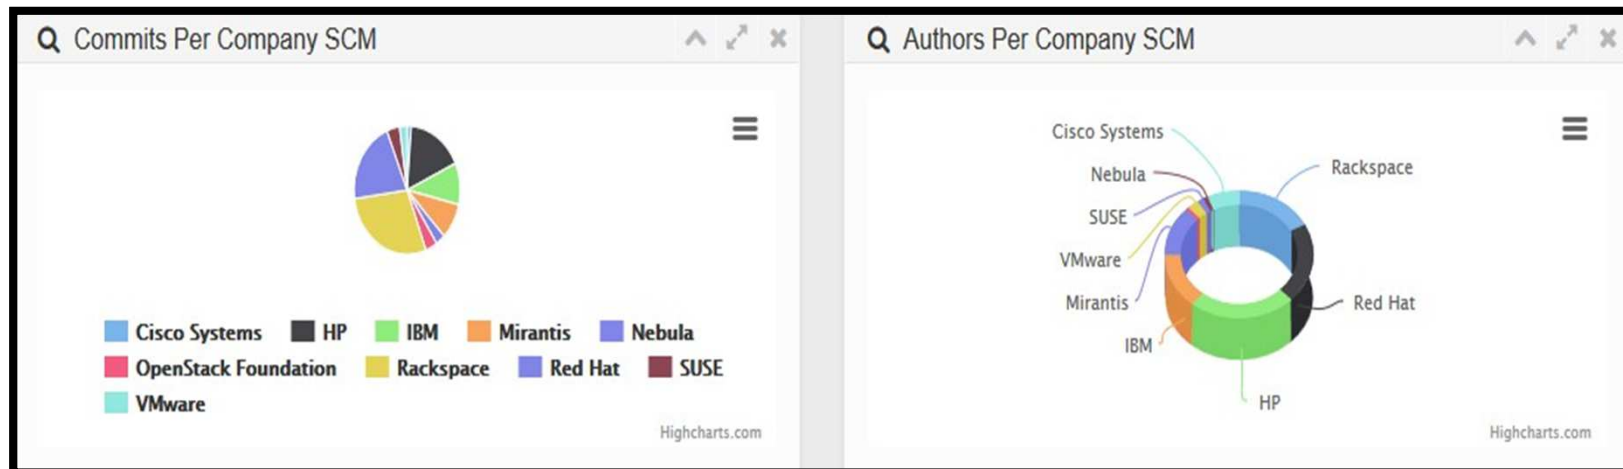 Commits Per Company SCM
Cisco Systems HP IBM Mirantis Nebula
OpenStack Foundation Rackspace Red Hat SUSE
VMware
Highcharts.com
Authors Per Company SCM
Cisco Systems
Rackspace
Nebula
SUSE
VMware
Mirantis
Red Hat
IBM
HP
Highcharts.com